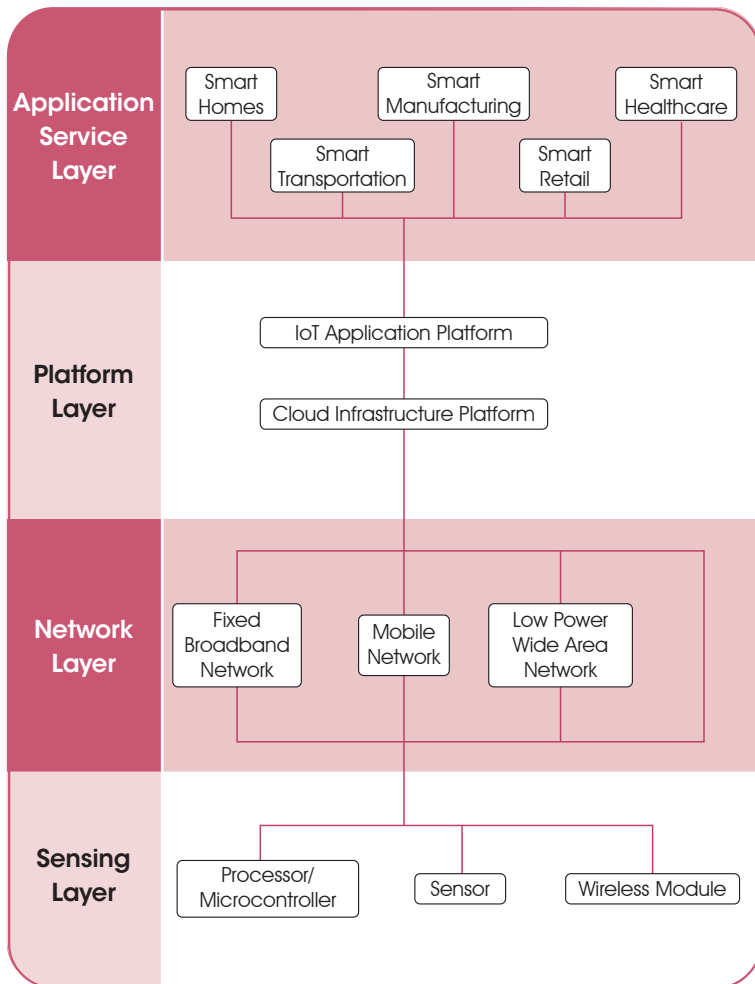 Application
Service
Layer
Smart
Homes
Smart
Manufacturing
Smart
Healthcare
Smart
Transportation
Smart
Retail
Platform
Layer
IoT Application Platform
Cloud Infrastructure Platform
Network
Layer
Fixed
Broadband
Network
Mobile
Network
Low Power
Wide Area
Network
Sensing
Layer
Processor/
Microcontroller
Sensor
Wireless Module